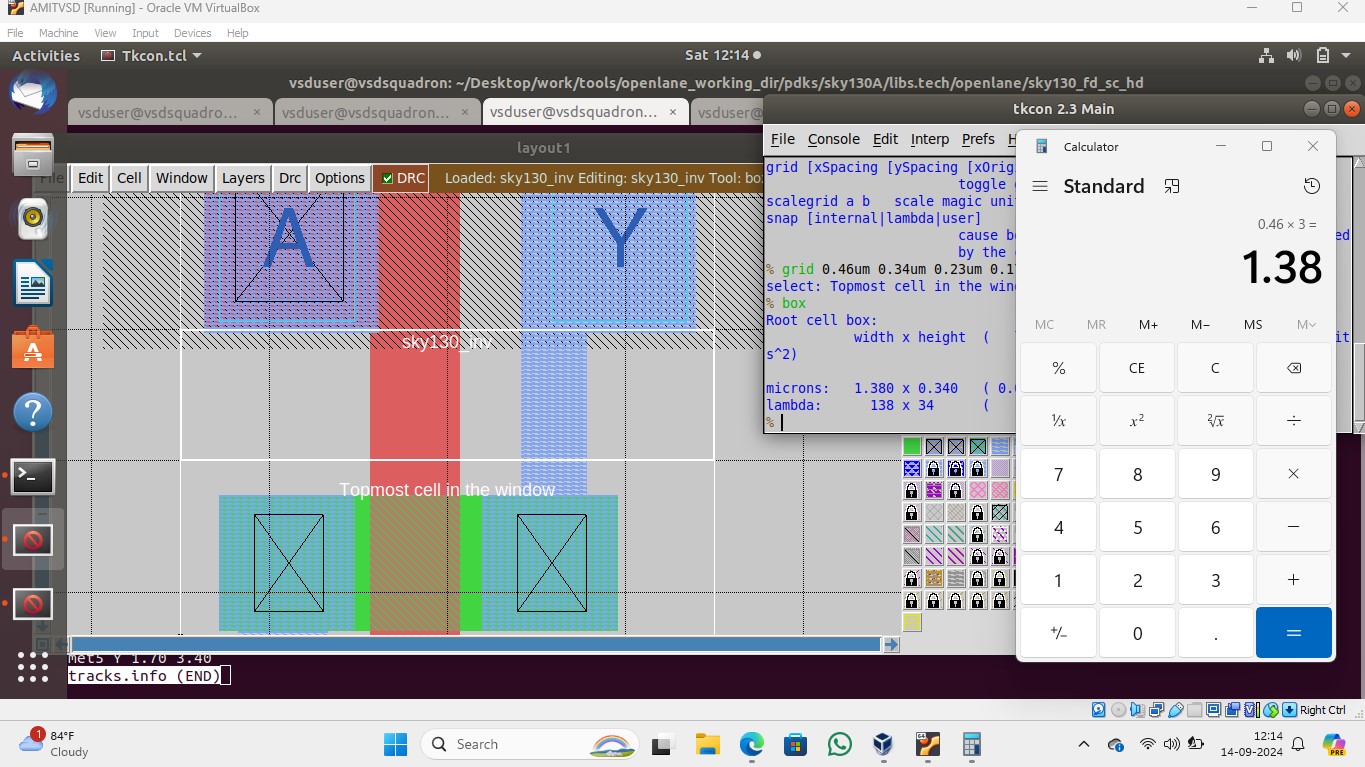 AMITVSD [Running] - Oracle VM VirtualBox
File Machine View Input Devices Help
Activities Tkcon.tcl Sat 12:14
vsduser@vsdsquadron: ~/Desktop/work/tools/openlane_working_dir/pdks/sky130A/libs.tech/openlane/sky130_fd_sc_hd
vsduser@vsdsquadro... × vsduser@vsdsquadron... × vsduser@vsdsquadron... × vsduser@
tkcon 2.3 Main
File Console Edit Interp Prefs H
layout1
File Edit Cell Window Layers Drc Options DRC Loaded: sky130_inv Editing: sky130_inv Tool: bo
A
Y
sky130_inv
Topmost cell in the window
grid [xSpacing [ySpacing [xOrig
toggle
scalegrid a b scale magic uni
snap [internal|lambda|user]
cause b ed
by the
% grid 0.46um 0.34um 0.23um 0.1
select: Topmost cell in the win
% box
Root cell box:
width x height ( it
s^2)
microns: 1.380 x 0.340 ( 0.
lambda: 138 x 34 (
%
Calculator
Standard
0.46 × 3 =
1.38
MC MR M+ M− MS M
% CE C
¹/x x² ²√x ÷
7 8 9 ×
4 5 6 −
1 2 3 +
+/− 0 . =
met5 Y 1.70 3.40
tracks.info (END)
Right Ctrl
1
84°F
Cloudy
Search
PRE
12:14
14-09-2024